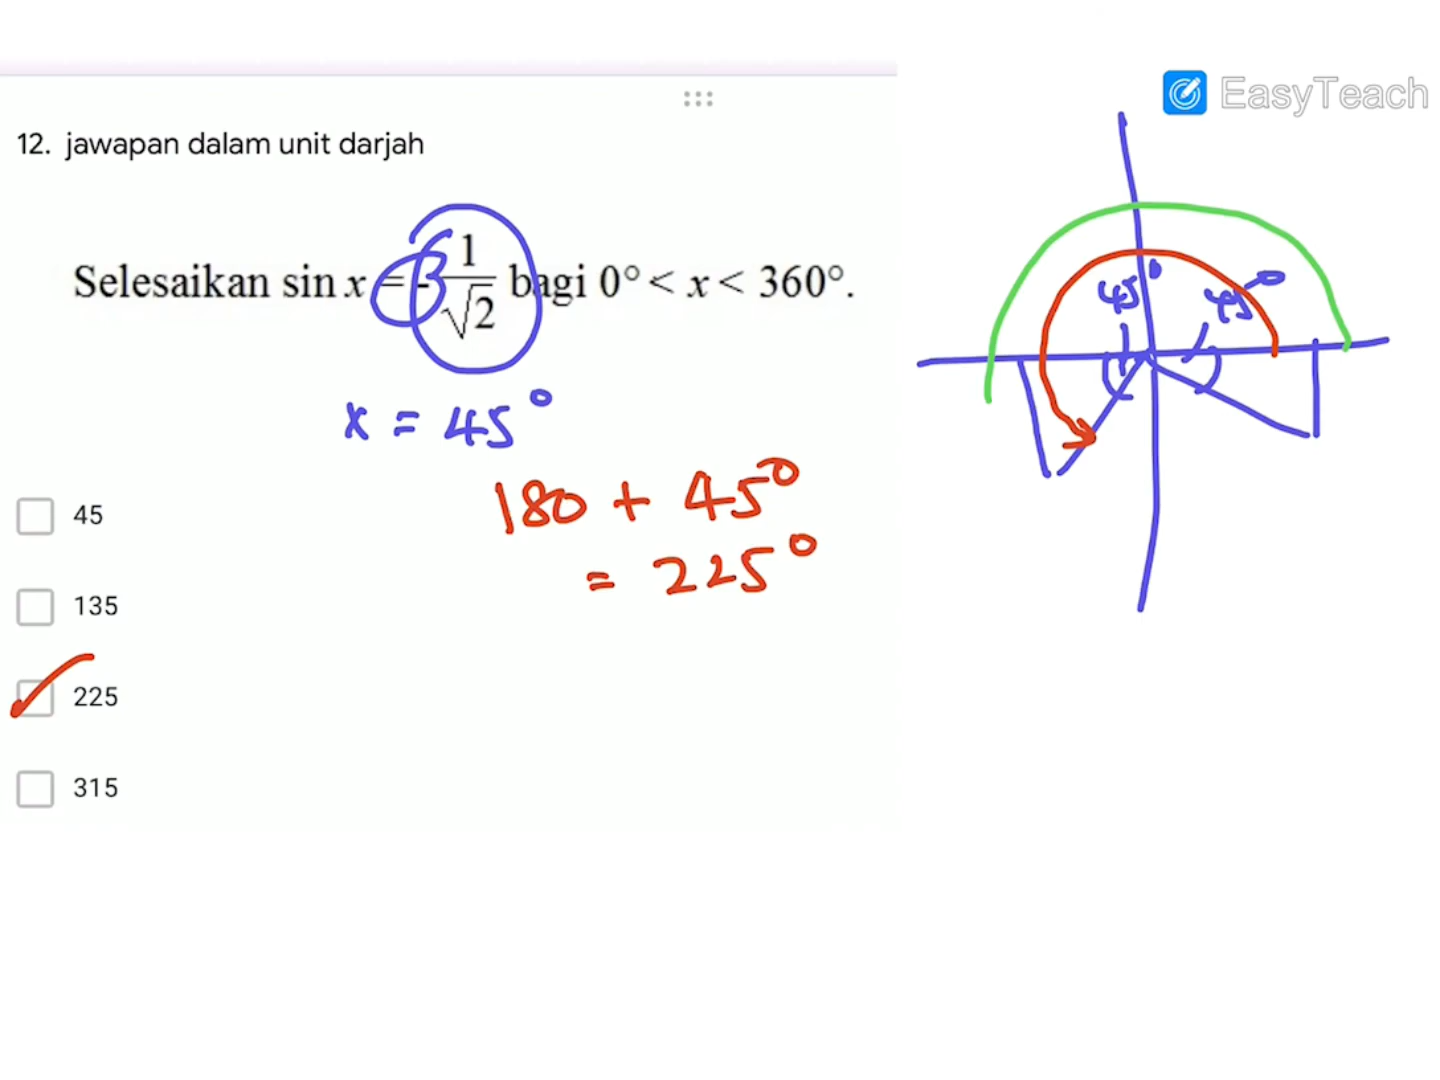 EasyTeach
12. jawapan dalam unit darjah
Selesaikan sin x = -1/√2 bagi 0° < x < 360°.
45° 45°
x = 45°
180 + 45°
= 225°
45
135
225
315